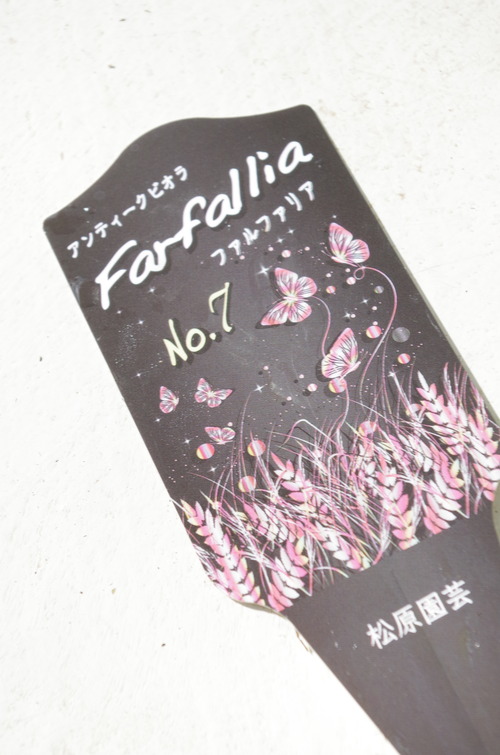 アンティークビオラ
Farfallia
ファルファリア
No.7
松原園芸